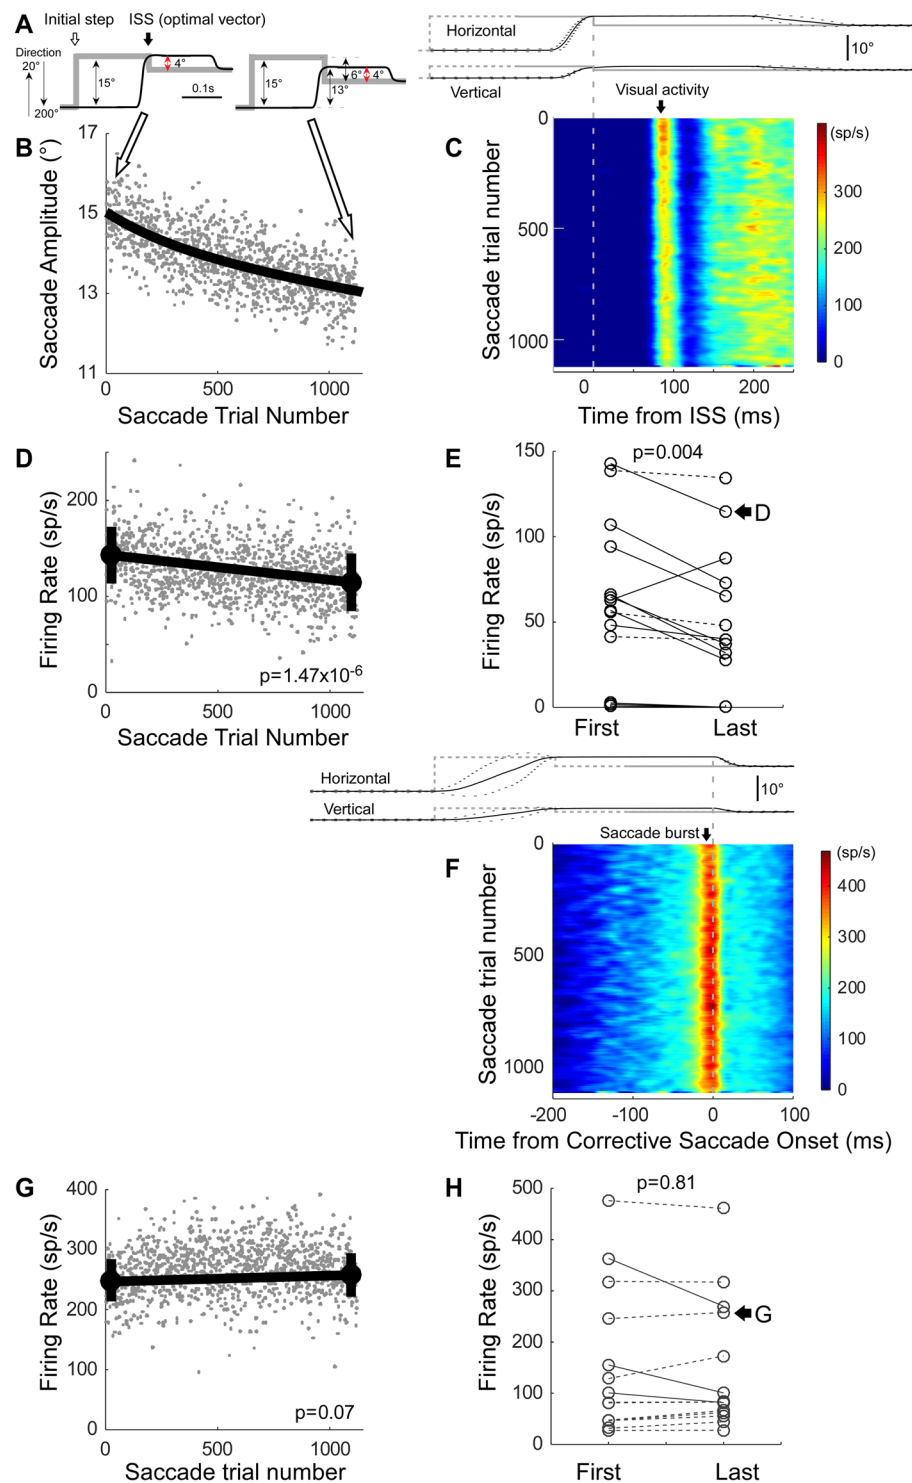 A
Initial step
ISS (optimal vector)
Direction
20°
200°
15°
4°
0.1s
15°
6°
4°
13°
Horizontal
10°
Vertical
B
17
15
13
11
Saccade Amplitude (°)
0
500
1000
Saccade Trial Number
C
Visual activity
0
500
1000
Saccade trial number
0
100
200
Time from ISS (ms)
(sp/s)
300
200
100
0
D
200
100
0
Firing Rate (sp/s)
p=1.47x10-6
0
500
1000
Saccade Trial Number
E
150
100
50
0
Firing Rate (sp/s)
p=0.004
D
First
Last
Horizontal
Vertical
10°
F
Saccade burst
0
500
1000
Saccade trial number
-200
-100
0
100
Time from Corrective Saccade Onset (ms)
(sp/s)
400
300
200
100
0
G
400
300
200
100
0
Firing Rate (sp/s)
p=0.07
0
500
1000
Saccade trial number
H
500
400
300
200
100
0
Firing Rate (sp/s)
p=0.81
G
First
Last